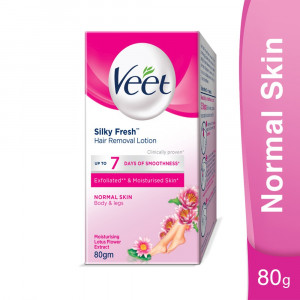 Veet
Silky Fresh™
Hair Removal Lotion
Clinically proven*
UP TO 7 DAYS OF SMOOTHNESS*
Exfoliated** & Moisturised Skin*
NORMAL SKIN
Body & legs
Moisturizing
Lotus Flower
Extract
80gm
Normal Skin
80g